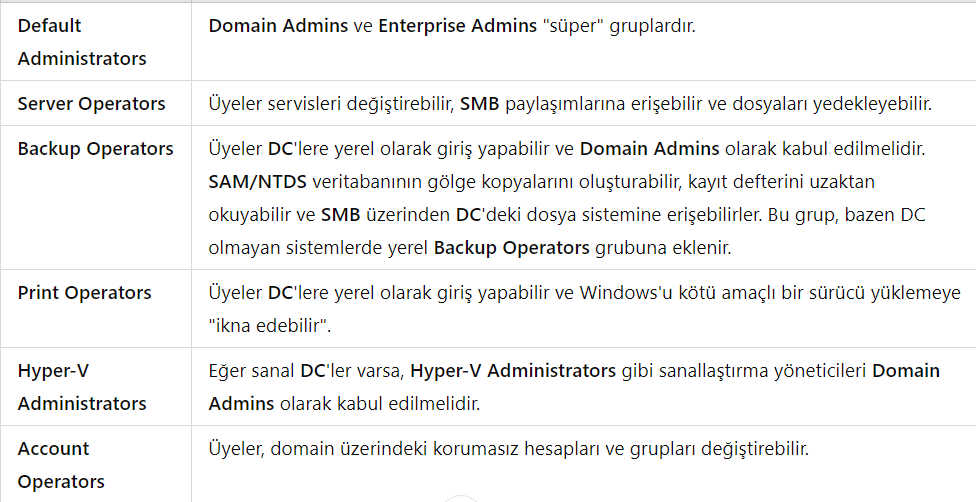 Default
Administrators
Domain Admins ve Enterprise Admins "süper" gruplardır.
Server Operators
Üyeler servisleri değiştirebilir, SMB paylaşımlarına erişebilir ve dosyaları yedekleyebilir.
Backup Operators
Üyeler DC'lere yerel olarak giriş yapabilir ve Domain Admins olarak kabul edilmelidir.
SAM/NTDS veritabanının gölge kopyalarını oluşturabilir, kayıt defterini uzaktan
okuyabilir ve SMB üzerinden DC'deki dosya sistemine erişebilirler. Bu grup, bazen DC
olmayan sistemlerde yerel Backup Operators grubuna eklenir.
Print Operators
Üyeler DC'lere yerel olarak giriş yapabilir ve Windows'u kötü amaçlı bir sürücü yüklemeye
"ikna edebilir".
Hyper-V
Administrators
Eğer sanal DC'ler varsa, Hyper-V Administrators gibi sanallaştırma yöneticileri Domain
Admins olarak kabul edilmelidir.
Account
Operators
Üyeler, domain üzerindeki korumasız hesapları ve grupları değiştirebilir.